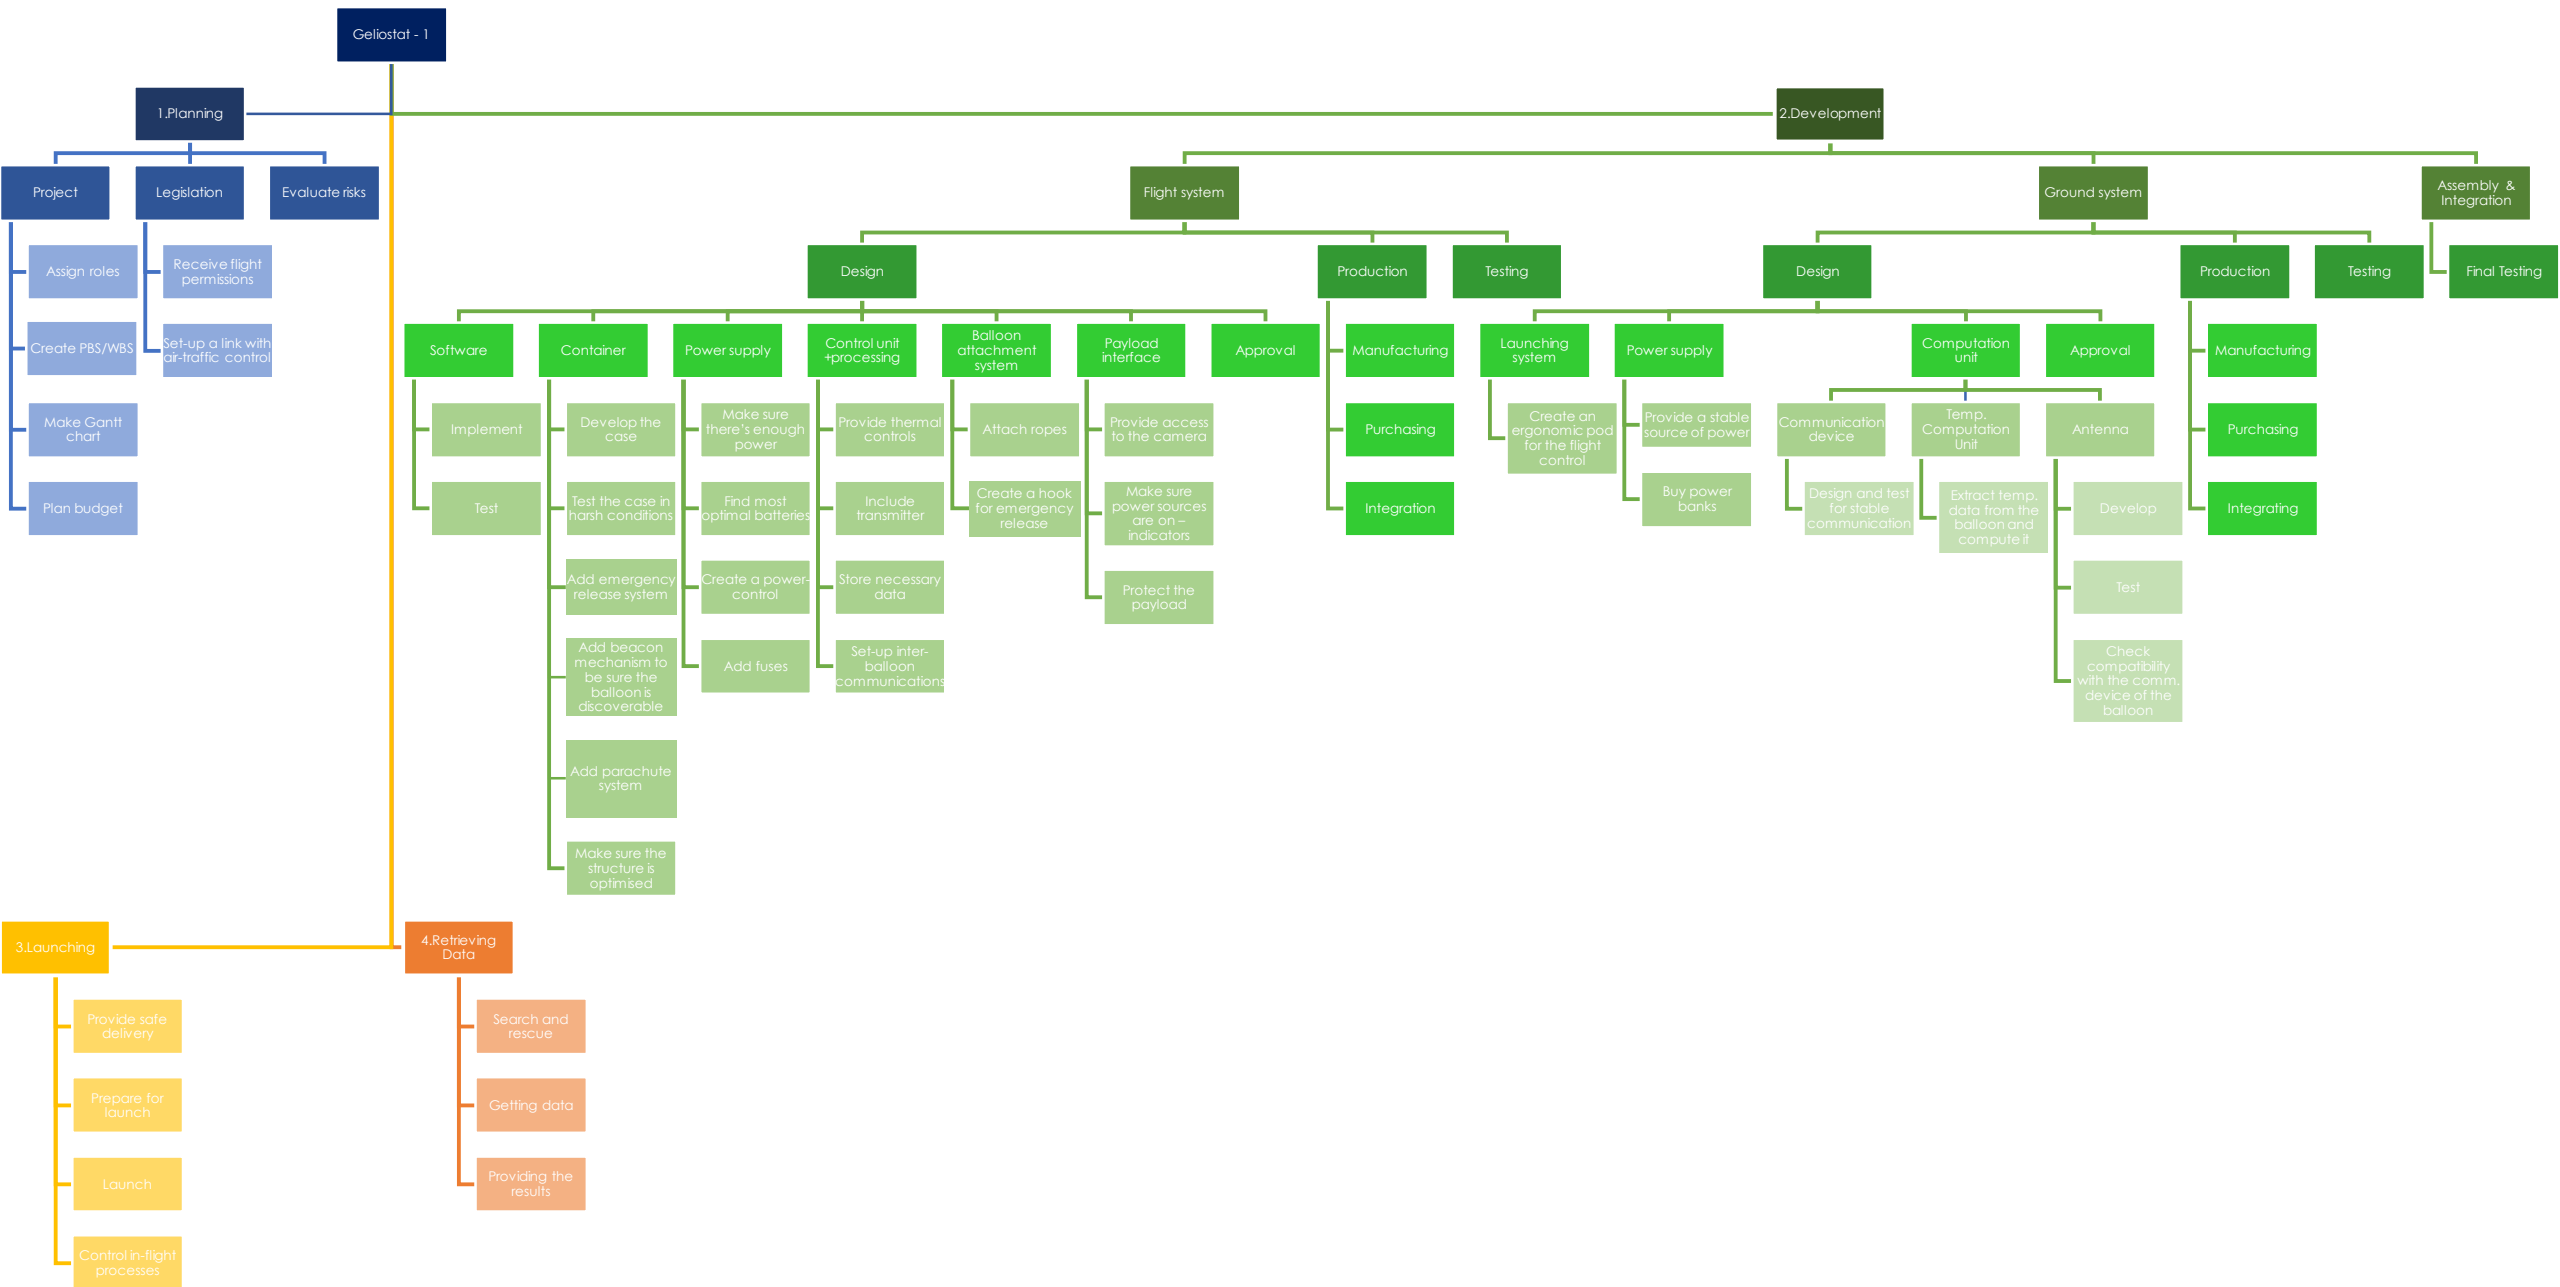 Geliostat - 1
1.Planning
2.Development
Project
Legislation
Evaluate risks
Flight system
Ground system
Assembly &
Integration
Assign roles
Receive flight
permissions
Design
Production
Testing
Design
Production
Testing
Final Testing
Create PBS/WBS
Set-up a link with
air-traffic control
Software
Container
Power supply
Control unit
+processing
Balloon
attachment
system
Payload
interface
Approval
Manufacturing
Launching
system
Power supply
Computation
unit
Approval
Manufacturing
Make Gantt
chart
Implement
Develop the
case
Make sure
there's enough
power
Provide thermal
controls
Attach ropes
Provide access
to the camera
Purchasing
Create an
ergonomic pod
for the flight
control
Provide a stable
source of power
Communication
device
Temp.
Computation
Unit
Antenna
Purchasing
Plan budget
Test
Test the case in
harsh conditions
Find most
optimal batteries
Include
transmitter
Create a hook
for emergency
release
Make sure
power sources
are on –
indicators
Integration
Buy power
banks
Design and test
for stable
communication
Extract temp.
data from the
balloon and
compute it
Develop
Integrating
Add emergency
release system
Create a power-
control
Store necessary
data
Protect the
payload
Test
Add beacon
mechanism to
be sure the
balloon is
discoverable
Add fuses
Set-up inter-
balloon
communications
Check
compatibility
with the comm.
device of the
balloon
Add parachute
system
Make sure the
structure is
optimised
3.Launching
4.Retrieving
Data
Provide safe
delivery
Search and
rescue
Prepare for
launch
Getting data
Launch
Providing the
results
Control in-flight
processes